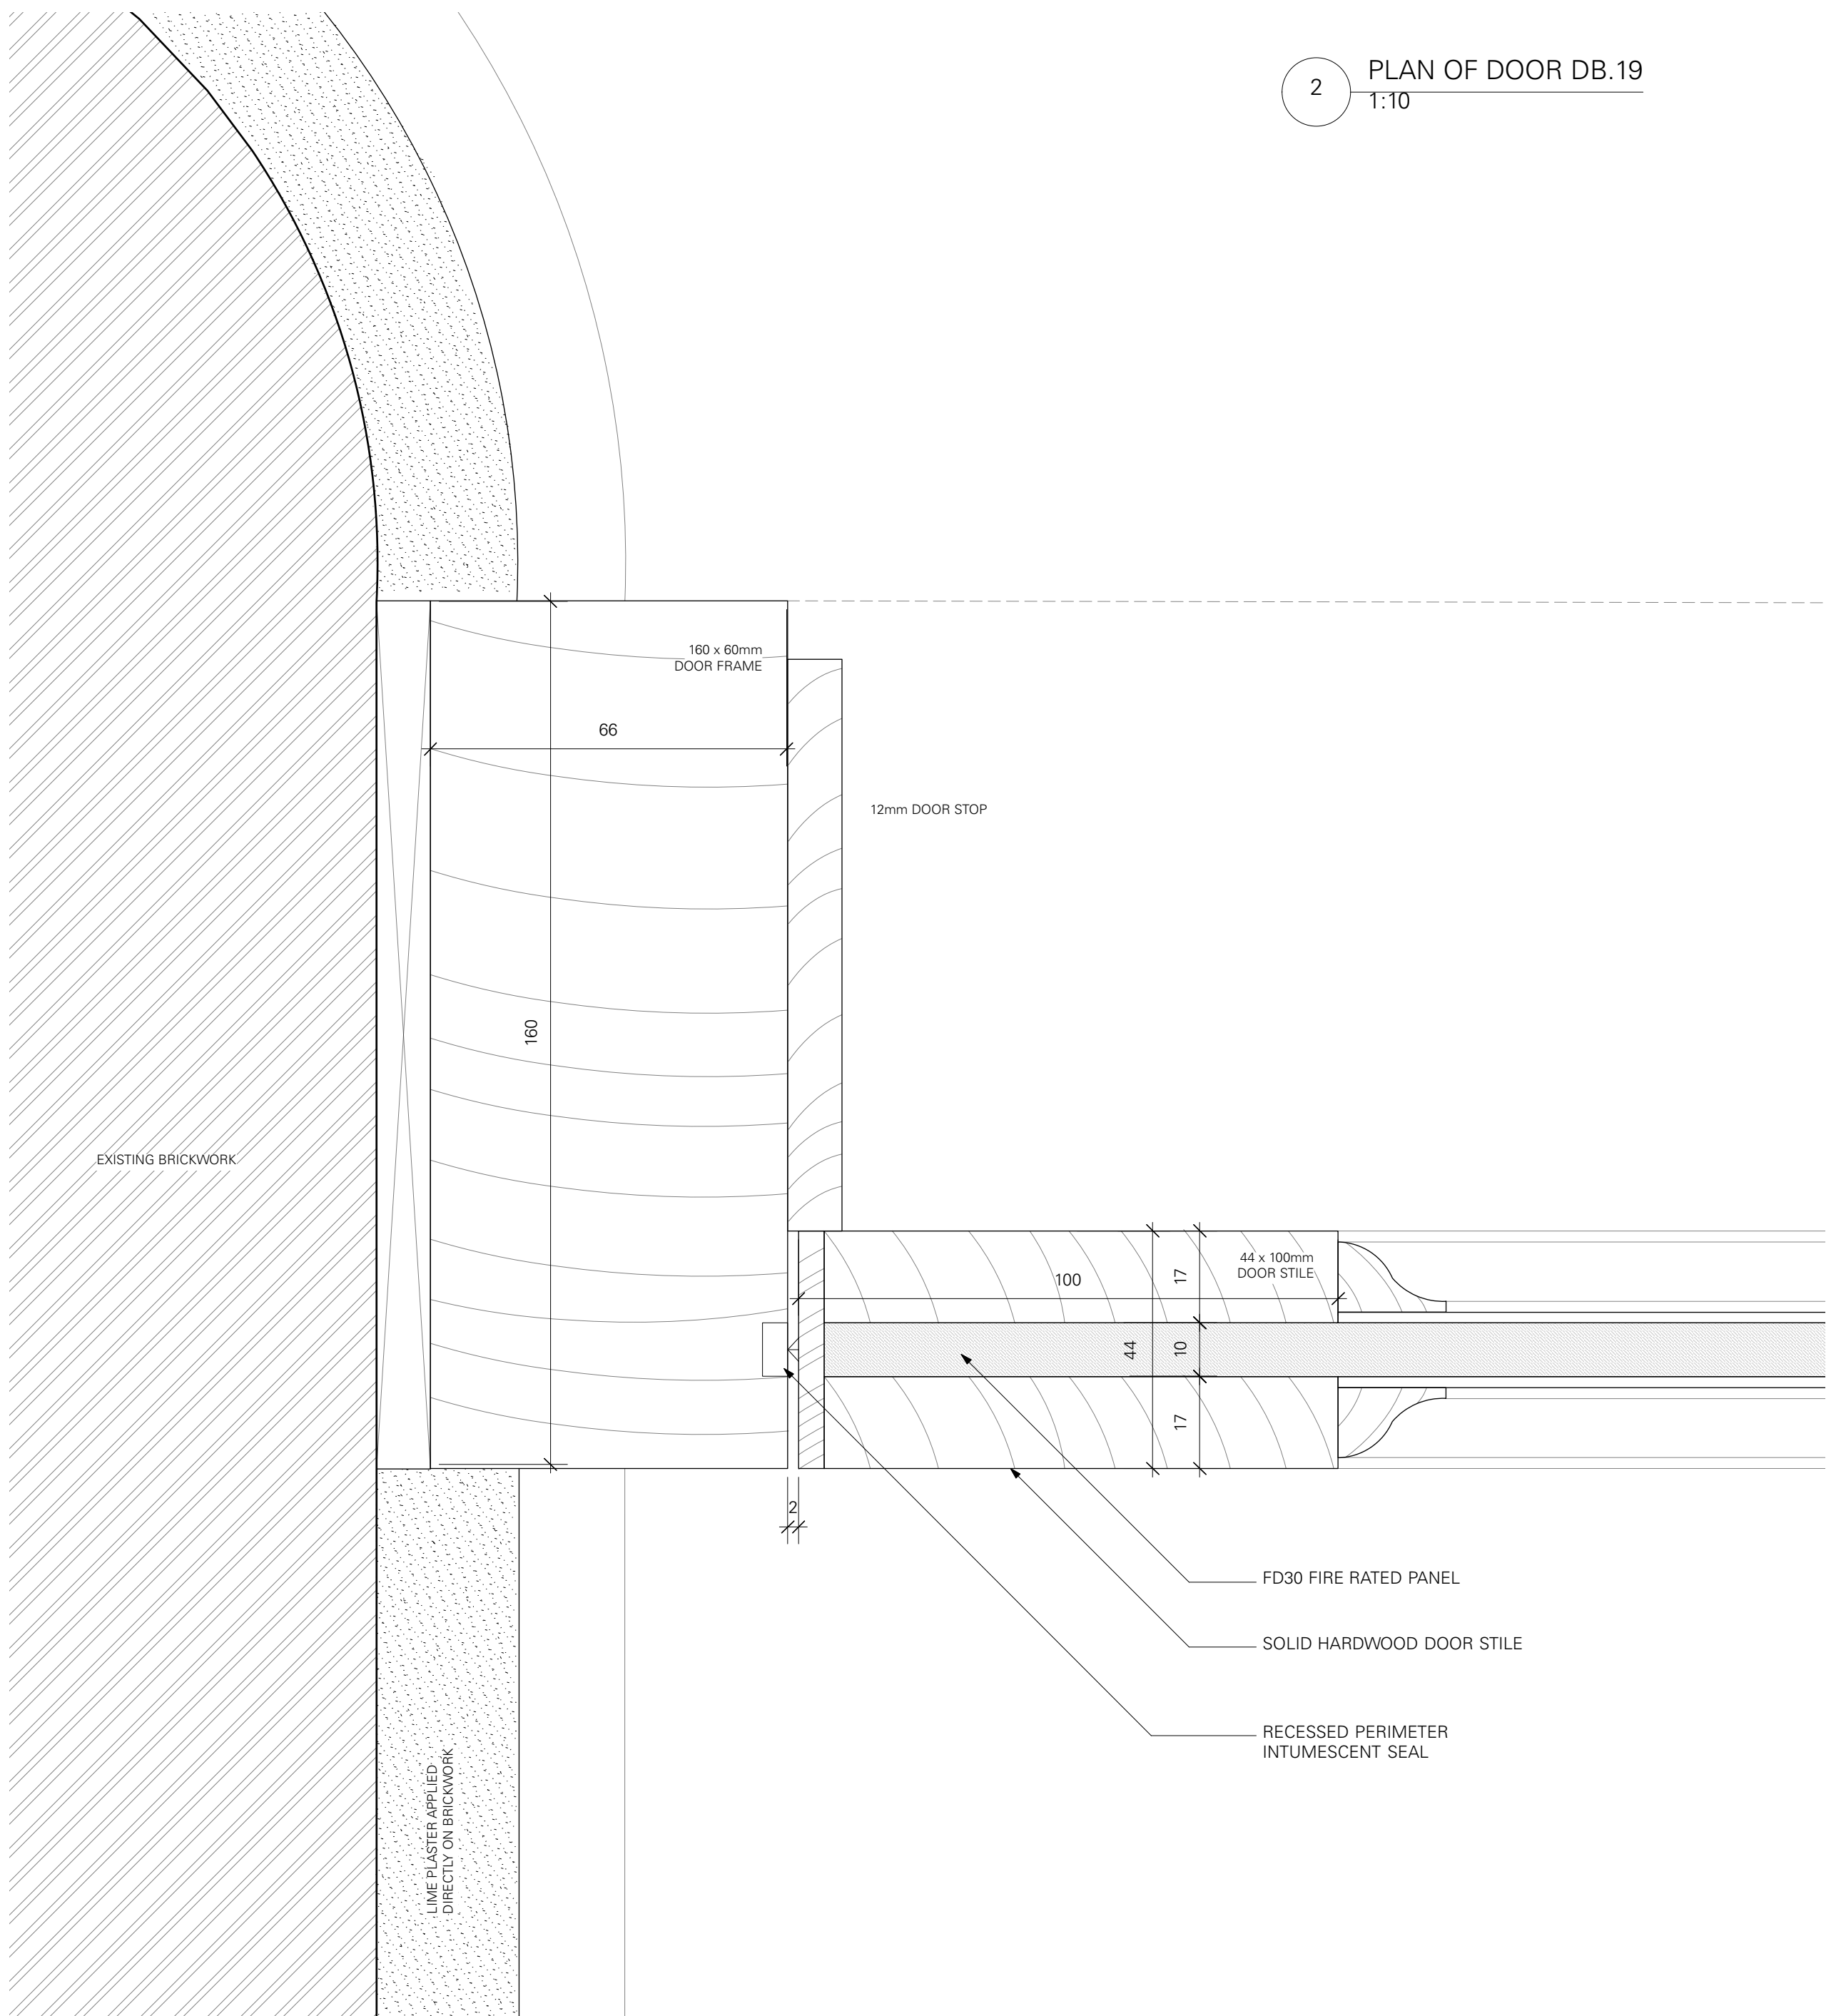 2
PLAN OF DOOR DB.19
1:10
160 x 60mm
DOOR FRAME
66
12mm DOOR STOP
160
EXISTING BRICKWORK
44 x 100mm
DOOR STILE
100
17
44
10
17
2
FD30 FIRE RATED PANEL
SOLID HARDWOOD DOOR STILE
RECESSED PERIMETER
INTUMESCENT SEAL
LIME PLASTER APPLIED
DIRECTLY ON BRICKWORK